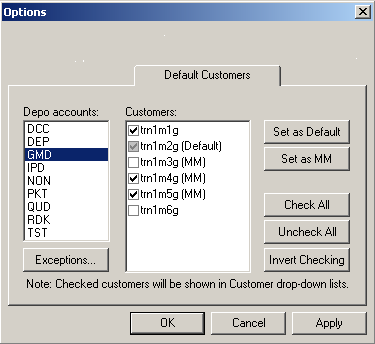 Options
Default Customers
Depo accounts:
Customers:
DCC
DEP
GMD
IPD
NON
PKT
QUD
RDK
TST
trn1m1g
trn1m2g (Default)
trn1m3g (MM)
trn1m4g (MM)
trn1m5g (MM)
trn1m6g
Set as Default
Set as MM
Check All
Uncheck All
Invert Checking
Exceptions...
Note: Checked customers will be shown in Customer drop-down lists.
OK
Cancel
Apply